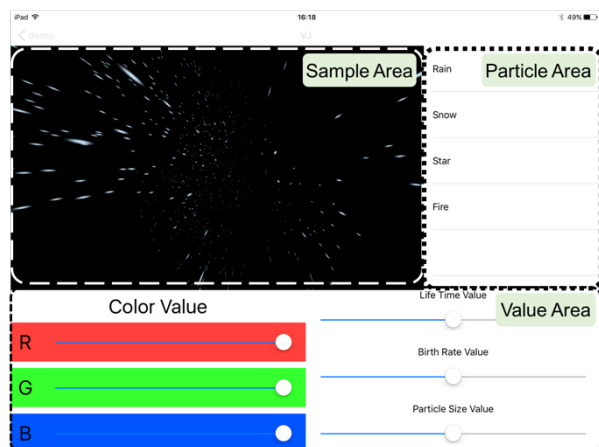 iPad 16:18 49%
demo VJ
Sample Area
Particle Area
Rain
Snow
Star
Fire
Color Value
R
G
B
Life Time Value
Value Area
Birth Rate Value
Particle Size Value